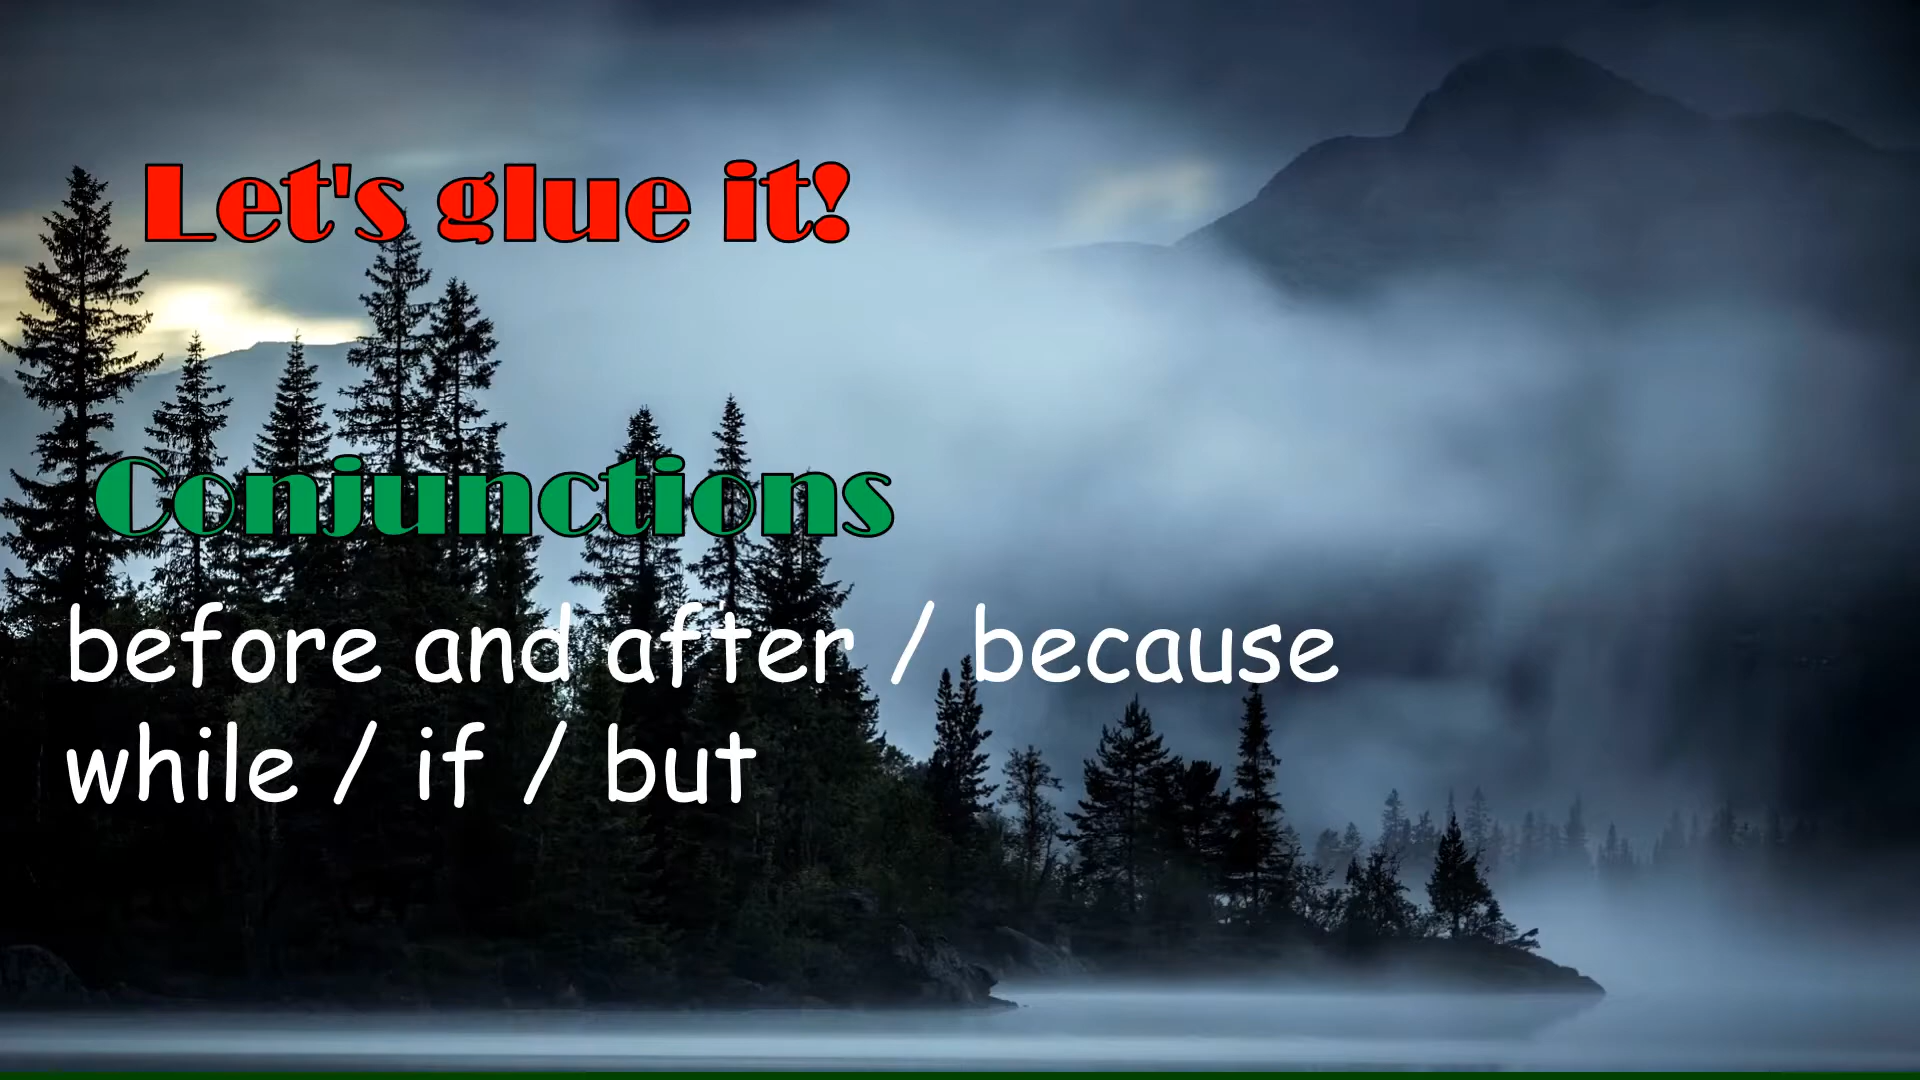 Let's glue it!
Conjunctions
before and after / because
while / if / but